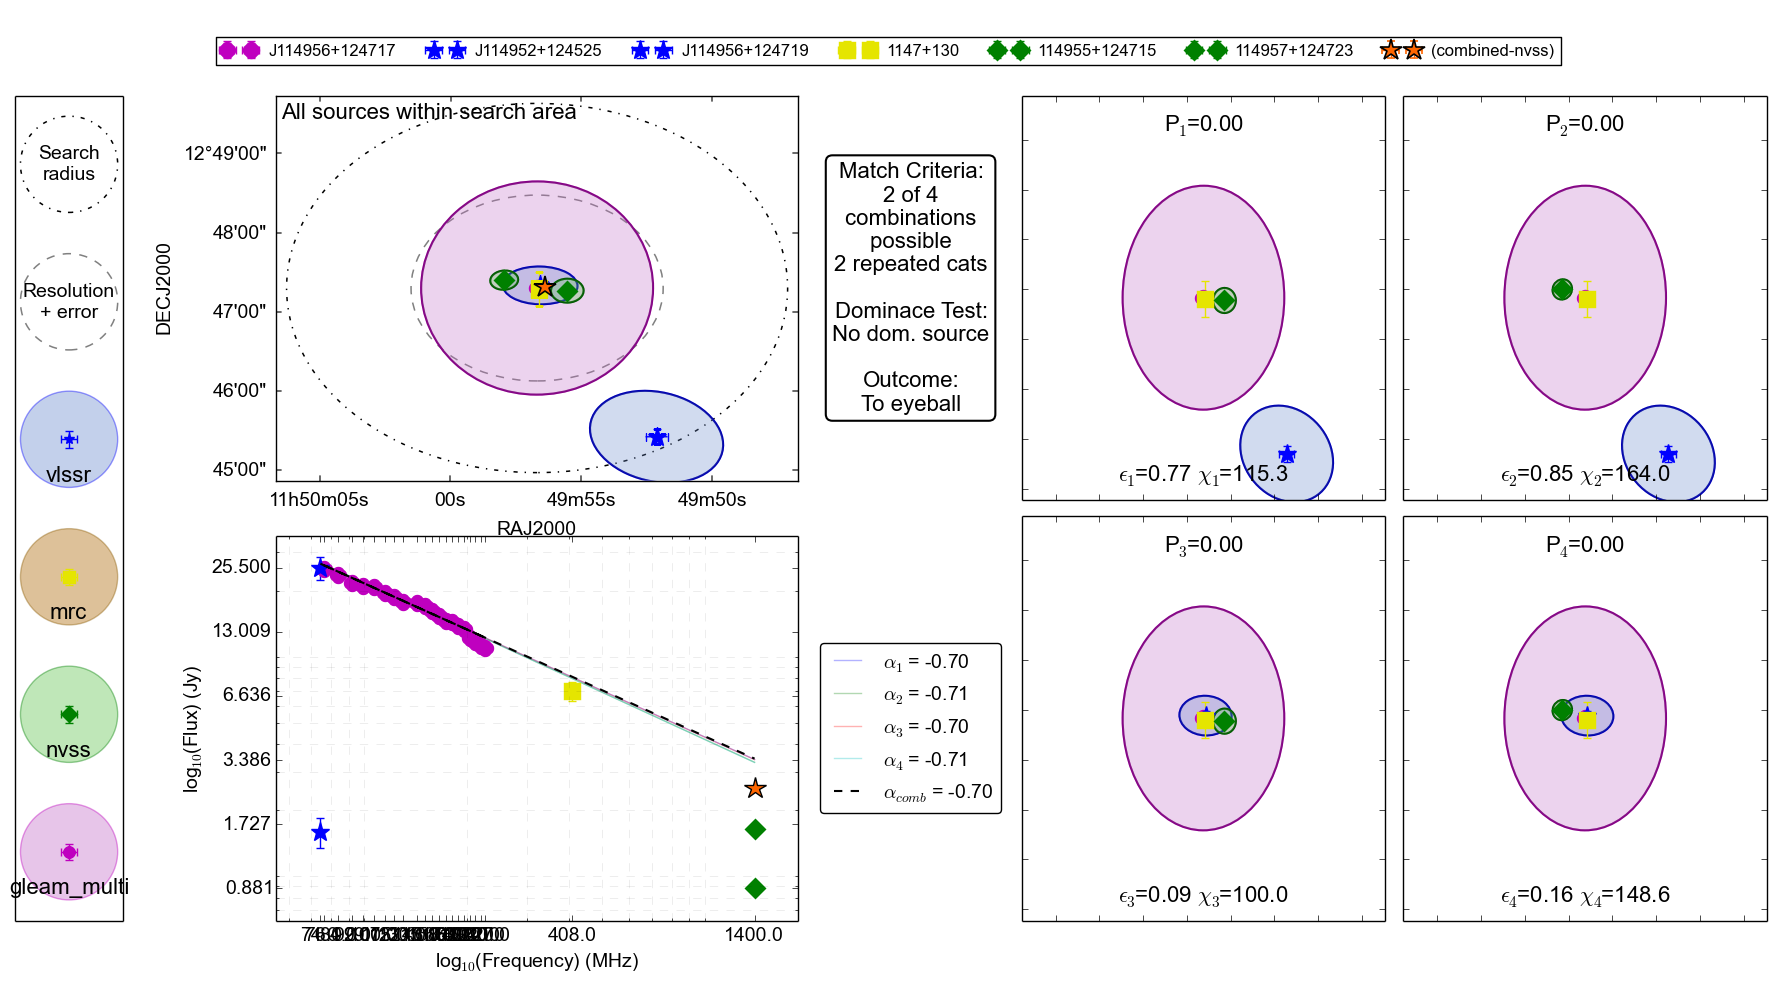 J114956+124717 J114952+124525 J114956+124719 1147+130 114955+124715 114957+124723 (combined-nvss)
Search
radius
Resolution
+ error
vlssr
mrc
nvss
gleam_multi
All sources within search area
12°49'00"
48'00"
47'00"
46'00"
45'00"
DECJ2000
11h50m05s 00s 49m55s 49m50s
RAJ2000
Match Criteria:
2 of 4
combinations
possible
2 repeated cats
Dominace Test:
No dom. source
Outcome:
To eyeball
P1=0.00
ϵ1=0.77 χ1=115.3
P2=0.00
ϵ2=0.85 χ2=164.0
25.500
13.009
6.636
3.386
1.727
0.881
log10(Flux) (Jy)
408.0 1400.0
log10(Frequency) (MHz)
α1 = -0.70
α2 = -0.71
α3 = -0.70
α4 = -0.71
αcomb = -0.70
P3=0.00
ϵ3=0.09 χ3=100.0
P4=0.00
ϵ4=0.16 χ4=148.6